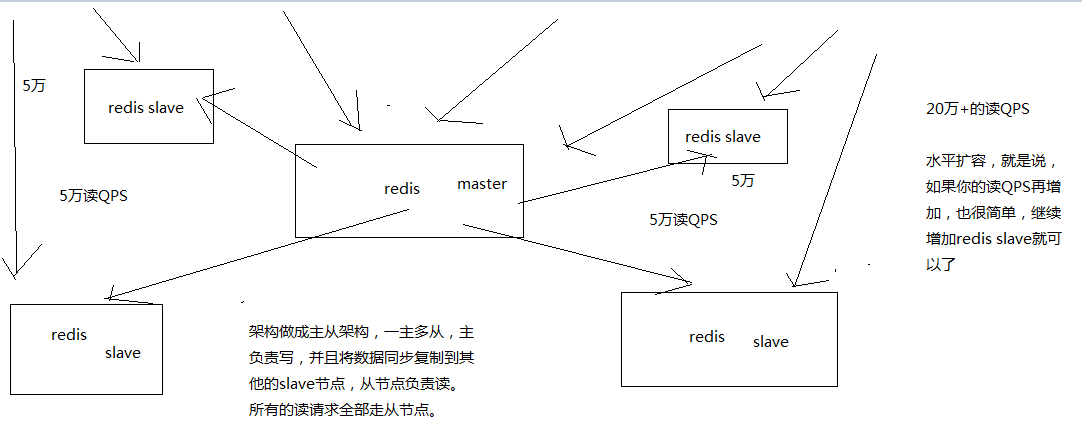 5万
redis slave
5万读QPS
redis master
redis slave
5万
5万读QPS
20万+的读QPS
水平扩容，就是说，
如果你的读QPS再增
加，也很简单，继续
增加redis slave就可
以了
redis
slave
架构做成主从架构，一主多从，主
负责写，并且将数据同步复制到其
他的slave节点，从节点负责读。
所有的读请求全部走从节点。
redis slave